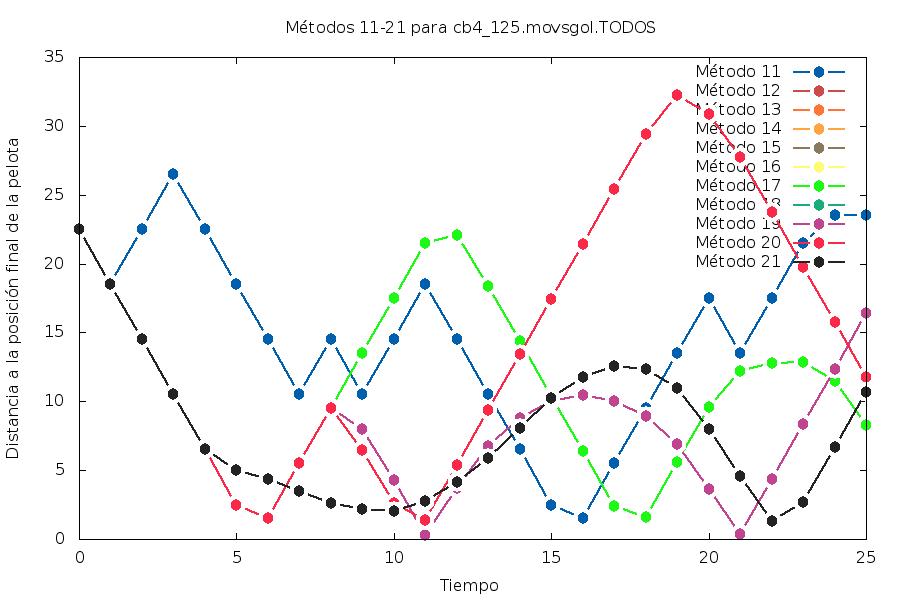 Métodos 11-21 para cb4_125.movsgol.TODOS
35
30
25
20
15
10
5
0
Distancia a la posición final de la pelota
Método 11
Método 12
Método 13
Método 14
Método 15
Método 16
Método 17
Método 18
Método 19
Método 20
Método 21
0 5 10 15 20 25
Tiempo